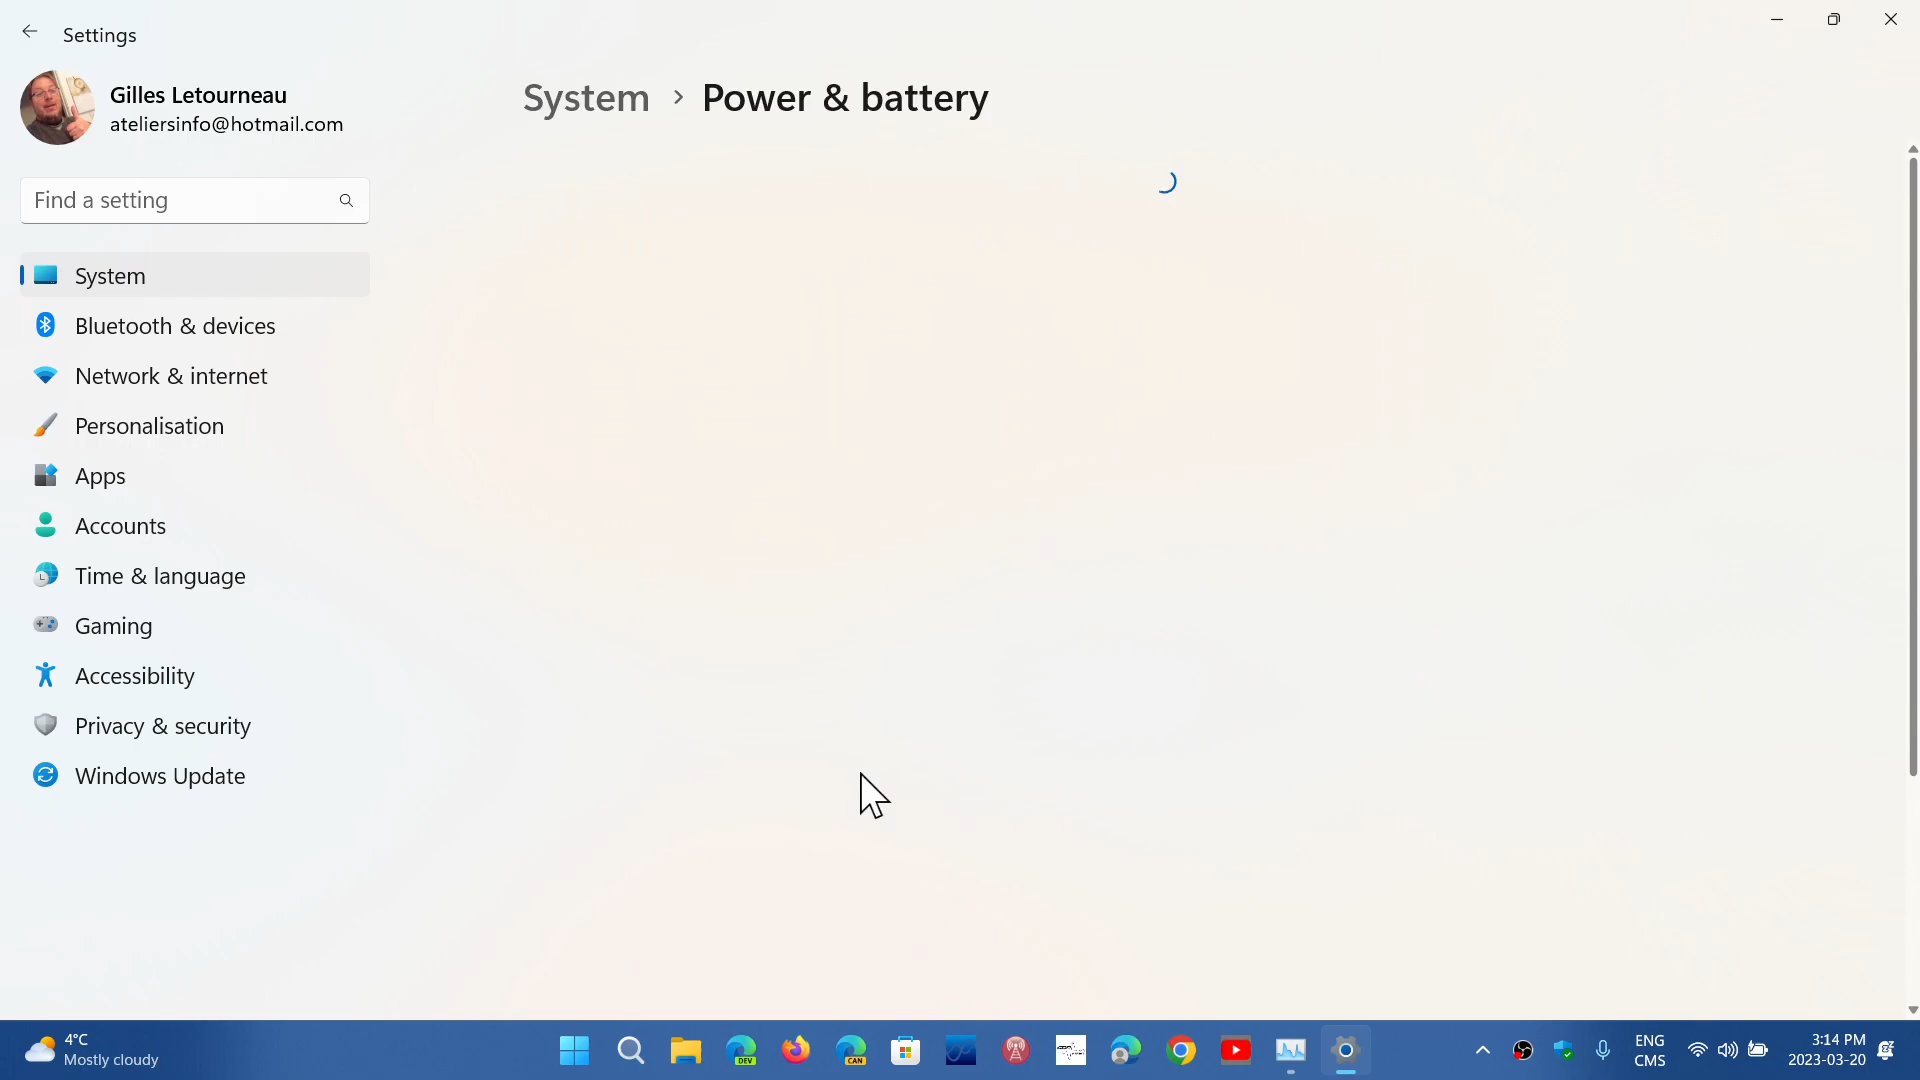 Settings
Gilles Letourneau
ateliersinfo@hotmail.com
System > Power & battery
Find a setting
System
Bluetooth & devices
Network & internet
Personalisation
Apps
Accounts
Time & language
Gaming
Accessibility
Privacy & security
Windows Update
4°C
Mostly cloudy
DEV
CAN
ENG
CMS
3:14 PM
2023-03-20